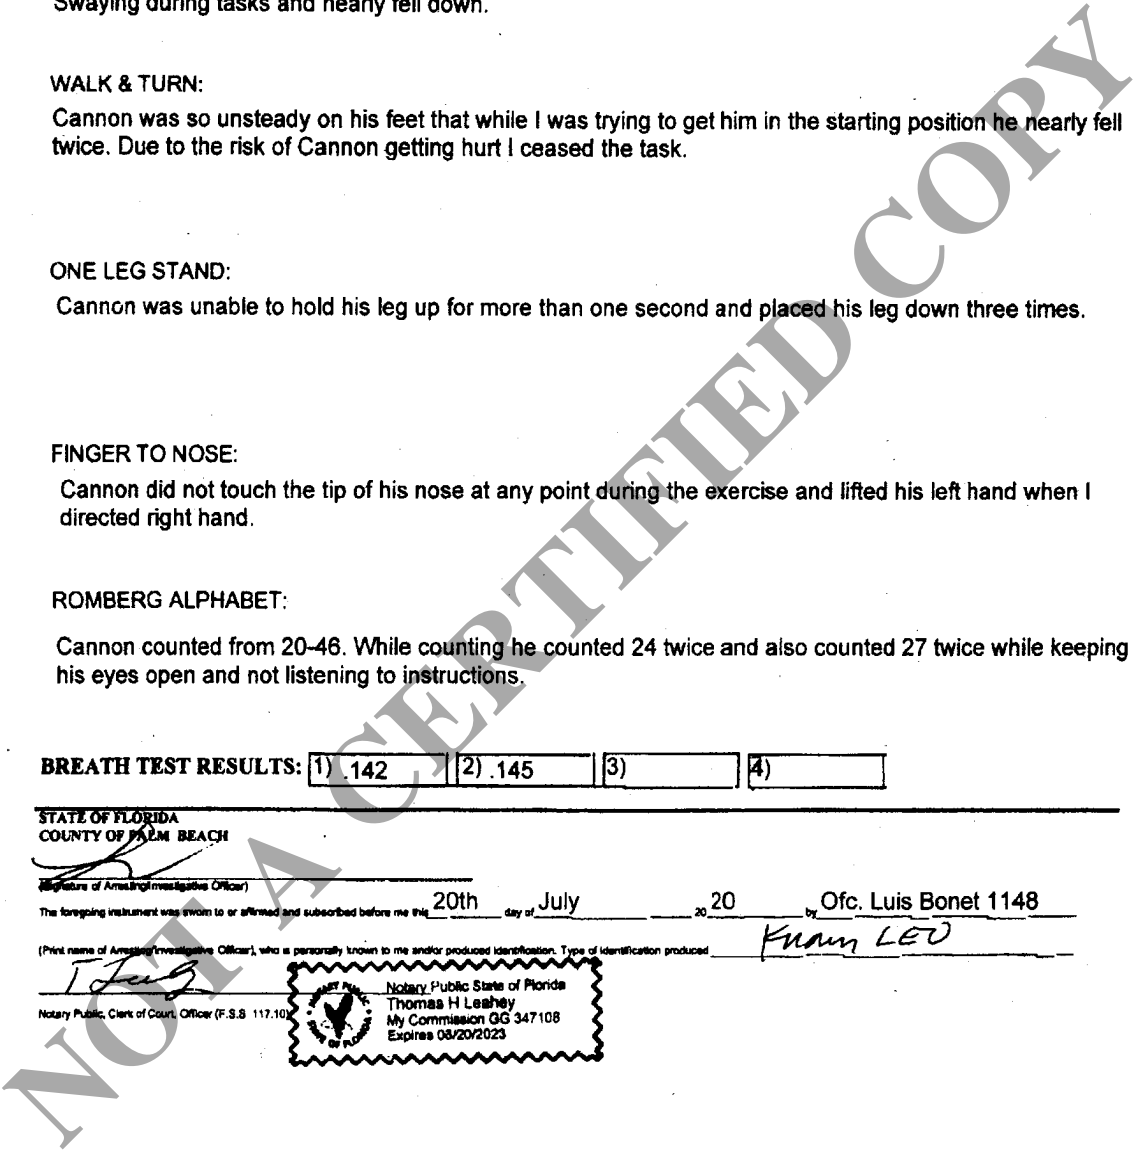 Swaying during tasks and nearly fell down.
WALK & TURN:
Cannon was so unsteady on his feet that while I was trying to get him in the starting position he nearly fell
twice. Due to the risk of Cannon getting hurt I ceased the task.
ONE LEG STAND:
Cannon was unable to hold his leg up for more than one second and placed his leg down three times.
FINGER TO NOSE:
Cannon did not touch the tip of his nose at any point during the exercise and lifted his left hand when I
directed right hand.
ROMBERG ALPHABET:
Cannon counted from 20-46. While counting he counted 24 twice and also counted 27 twice while keeping
his eyes open and not listening to instructions.
BREATH TEST RESULTS: 1) .142 2) .145 3) 4)
STATE OF FLORIDA
COUNTY OF PALM BEACH
(Signature of Arresting/Investigative Officer)
The foregoing instrument was sworn to or affirmed and subscribed before me this 20th day of July 20 20 by Ofc. Luis Bonet 1148
(Print name of Arresting/Investigative Officer), who is personally known to me and/or produced identification. Type of identification produced Known LEO
Notary Public, Clerk of Court, Officer (F.S.S 117.10)
NOTARY PUBLIC
STATE OF FLORIDA
Notary Public State of Florida
Thomas H Leahey
My Commission GG 347108
Expires 08/20/2023
NOT A CERTIFIED COPY